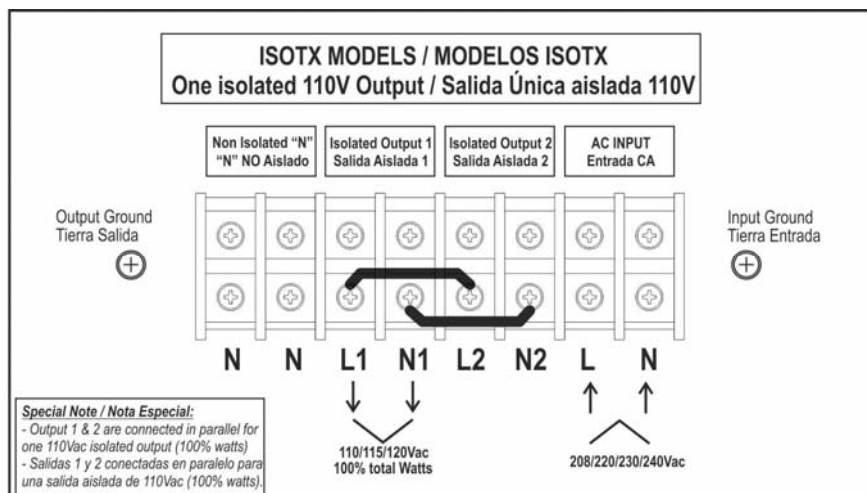 ISOTX MODELS / MODELOS ISOTX
One isolated 110V Output / Salida Única aislada 110V
Non Isolated “N”
“N” NO Aislado
Isolated Output 1
Salida Aislada 1
Isolated Output 2
Salida Aislada 2
AC INPUT
Entrada CA
Output Ground
Tierra Salida
Input Ground
Tierra Entrada
N N L1 N1 L2 N2 L N
110/115/120Vac
100% total Watts
208/220/230/240Vac
Special Note / Nota Especial:
- Output 1 & 2 are connected in parallel for
one 110Vac isolated output (100% watts)
- Salidas 1 y 2 conectadas en paralelo para
una salida aislada de 110Vac (100% watts).